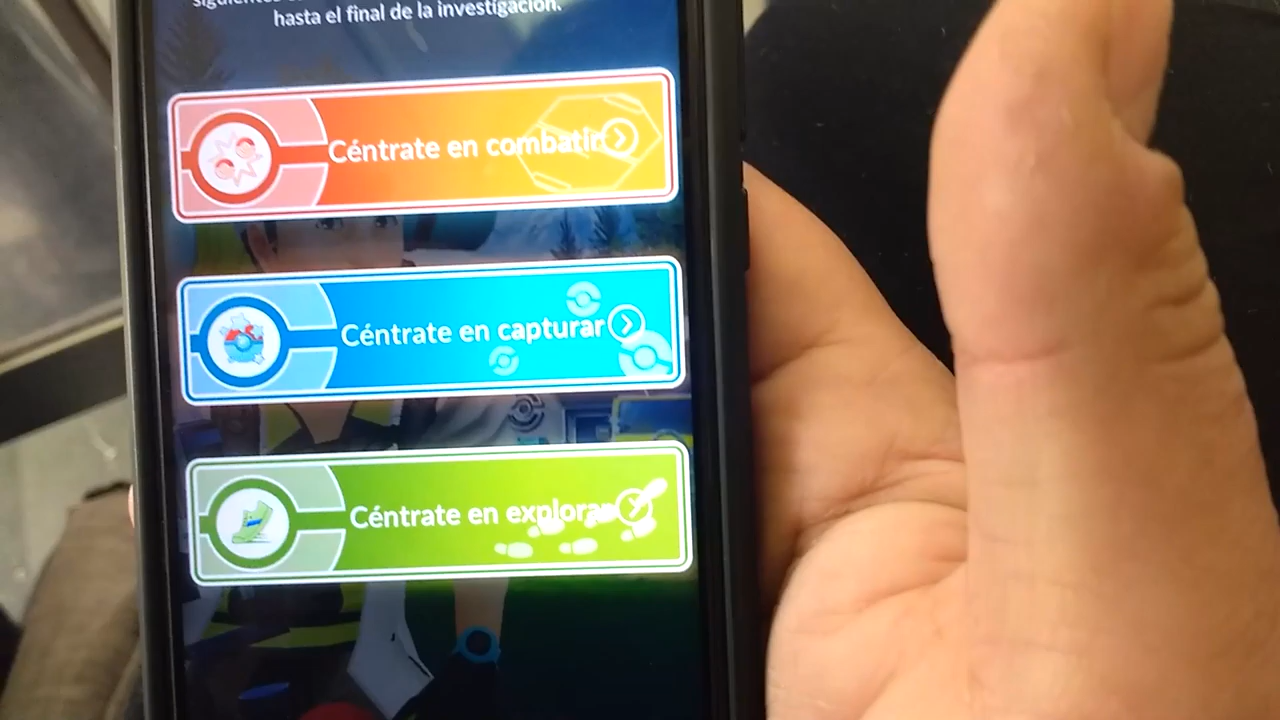 hasta el final de la investigación.
Céntrate en combatir
Céntrate en capturar
Céntrate en explorar